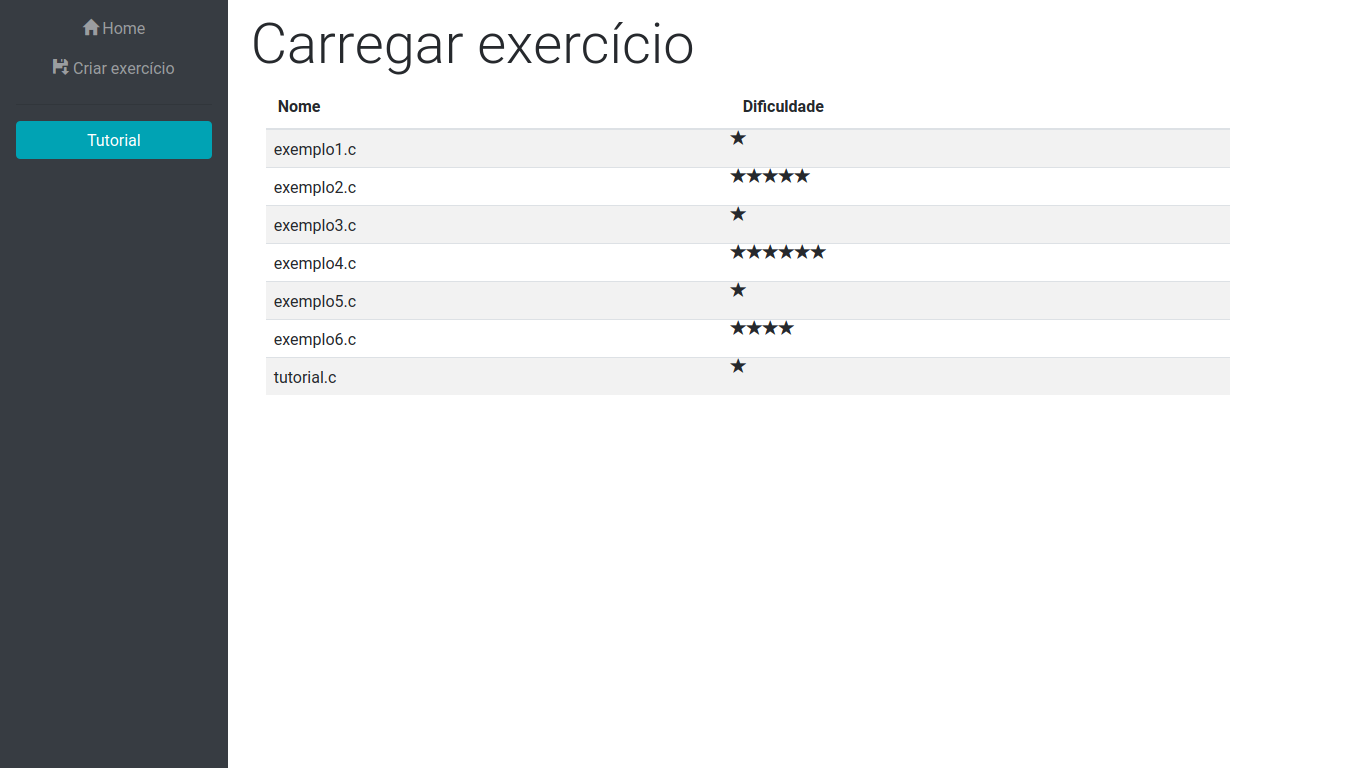 Home
Criar exercício
Tutorial
Carregar exercício
Nome Dificuldade
exemplo1.c ★
exemplo2.c ★★★★★
exemplo3.c ★
exemplo4.c ★★★★★★
exemplo5.c ★
exemplo6.c ★★★★
tutorial.c ★